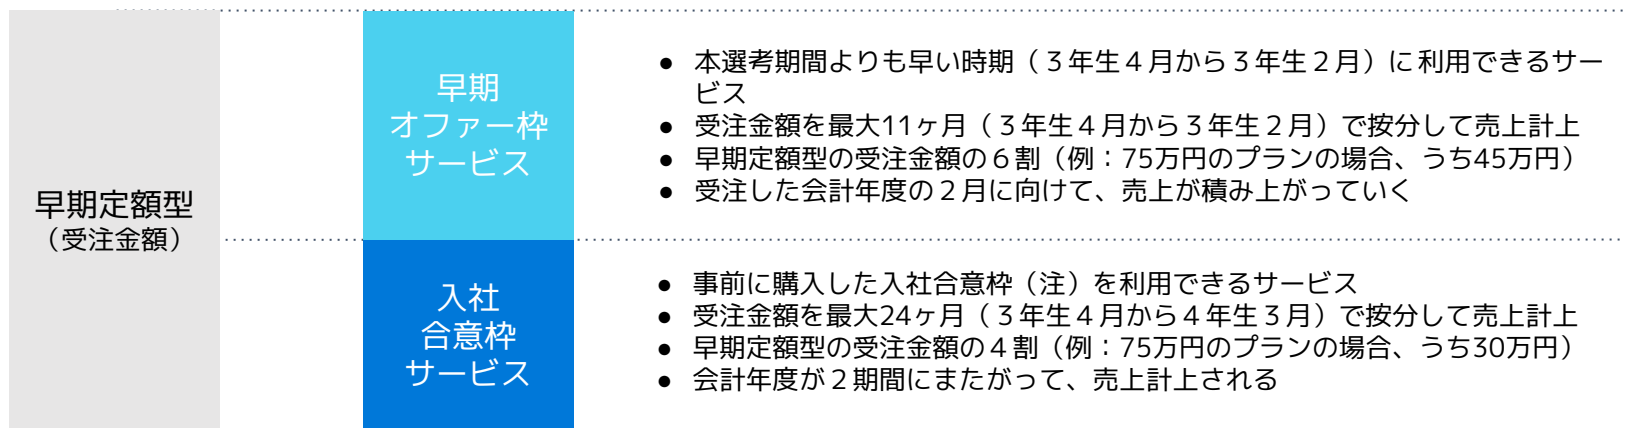 早期定額型
（受注金額）
早期
オファー枠
サービス
● 本選考期間よりも早い時期（３年生４月から３年生２月）に利用できるサー
ビス
● 受注金額を最大11ヶ月（３年生４月から３年生２月）で按分して売上計上
● 早期定額型の受注金額の６割（例：75万円のプランの場合、うち45万円）
● 受注した会計年度の２月に向けて、売上が積み上がっていく
入社
合意枠
サービス
● 事前に購入した入社合意枠（注）を利用できるサービス
● 受注金額を最大24ヶ月（３年生４月から４年生３月）で按分して売上計上
● 早期定額型の受注金額の４割（例：75万円のプランの場合、うち30万円）
● 会計年度が２期間にまたがって、売上計上される